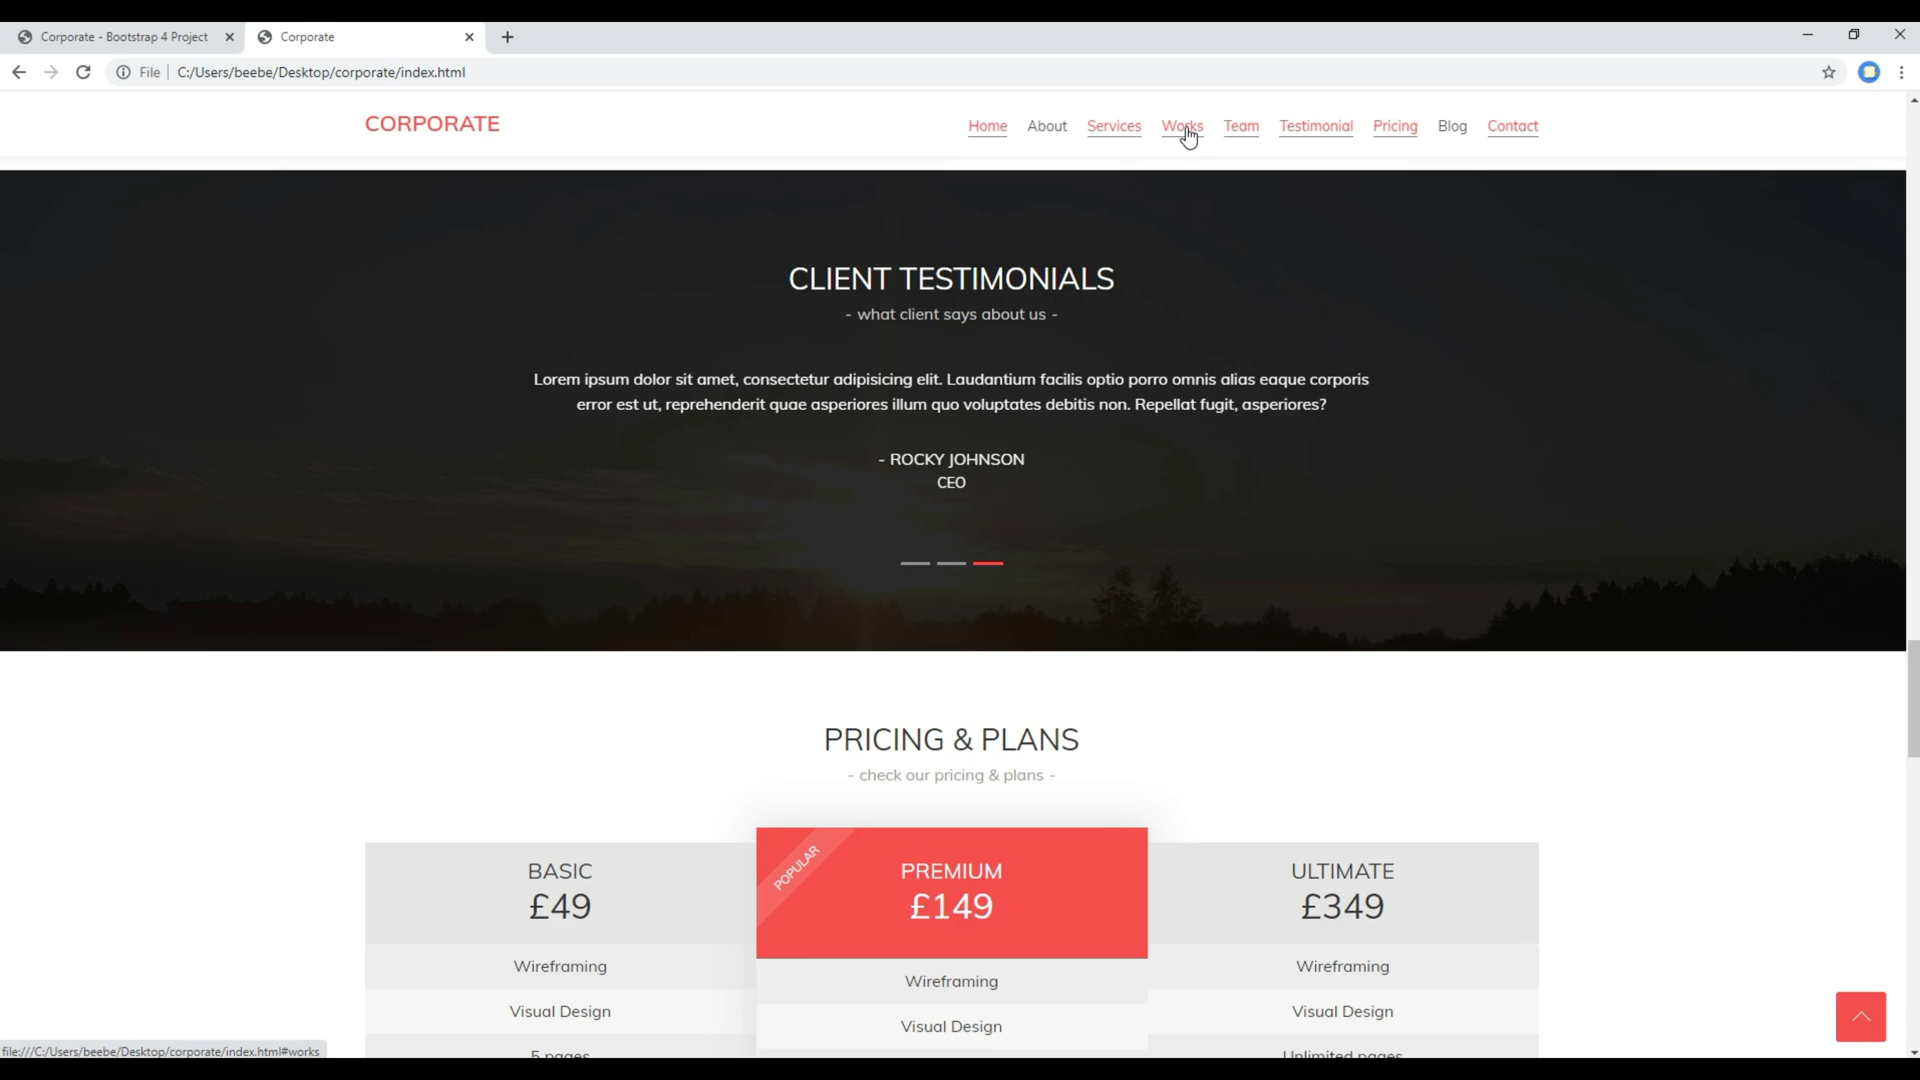 Corporate - Bootstrap 4 Project
Corporate
File
C:/Users/beebe/Desktop/corporate/index.html
CORPORATE
Home About Services Works Team Testimonial Pricing Blog Contact
CLIENT TESTIMONIALS
- what client says about us -
Lorem ipsum dolor sit amet, consectetur adipisicing elit. Laudantium facilis optio porro omnis alias eaque corporis
error est ut, reprehenderit quae asperiores illum quo voluptates debitis non. Repellat fugit, asperiores?
- ROCKY JOHNSON
CEO
PRICING & PLANS
- check our pricing & plans -
BASIC
£49
Wireframing
Visual Design
5 pages
POPULAR
PREMIUM
£149
Wireframing
Visual Design
ULTIMATE
£349
Wireframing
Visual Design
Unlimited pages
file:///C:/Users/beebe/Desktop/corporate/index.html#works